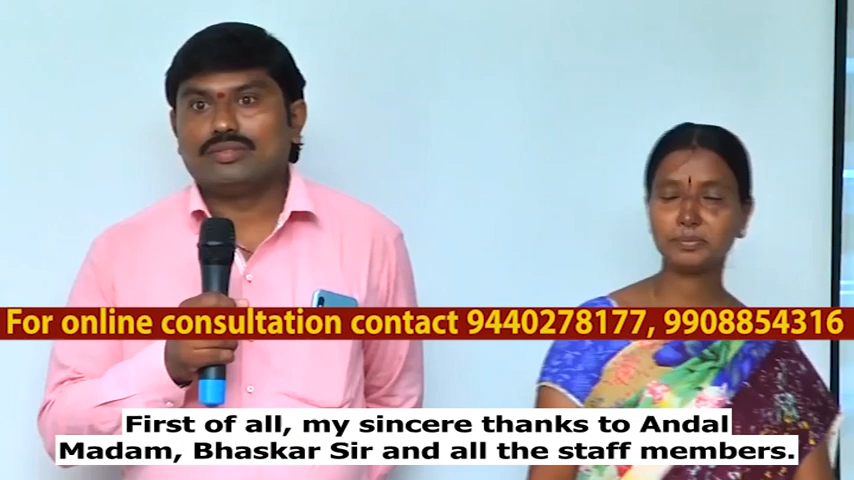 For online consultation contact 9440278177, 9908854316
First of all, my sincere thanks to Andal
Madam, Bhaskar Sir and all the staff members.